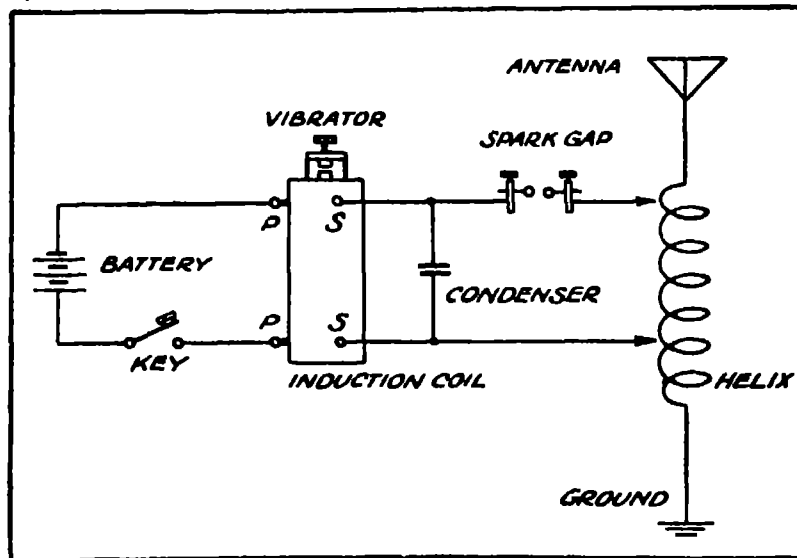 ANTENNA
VIBRATOR
SPARK GAP
P
S
BATTERY
CONDENSER
P
S
KEY
INDUCTION COIL
HELIX
GROUND